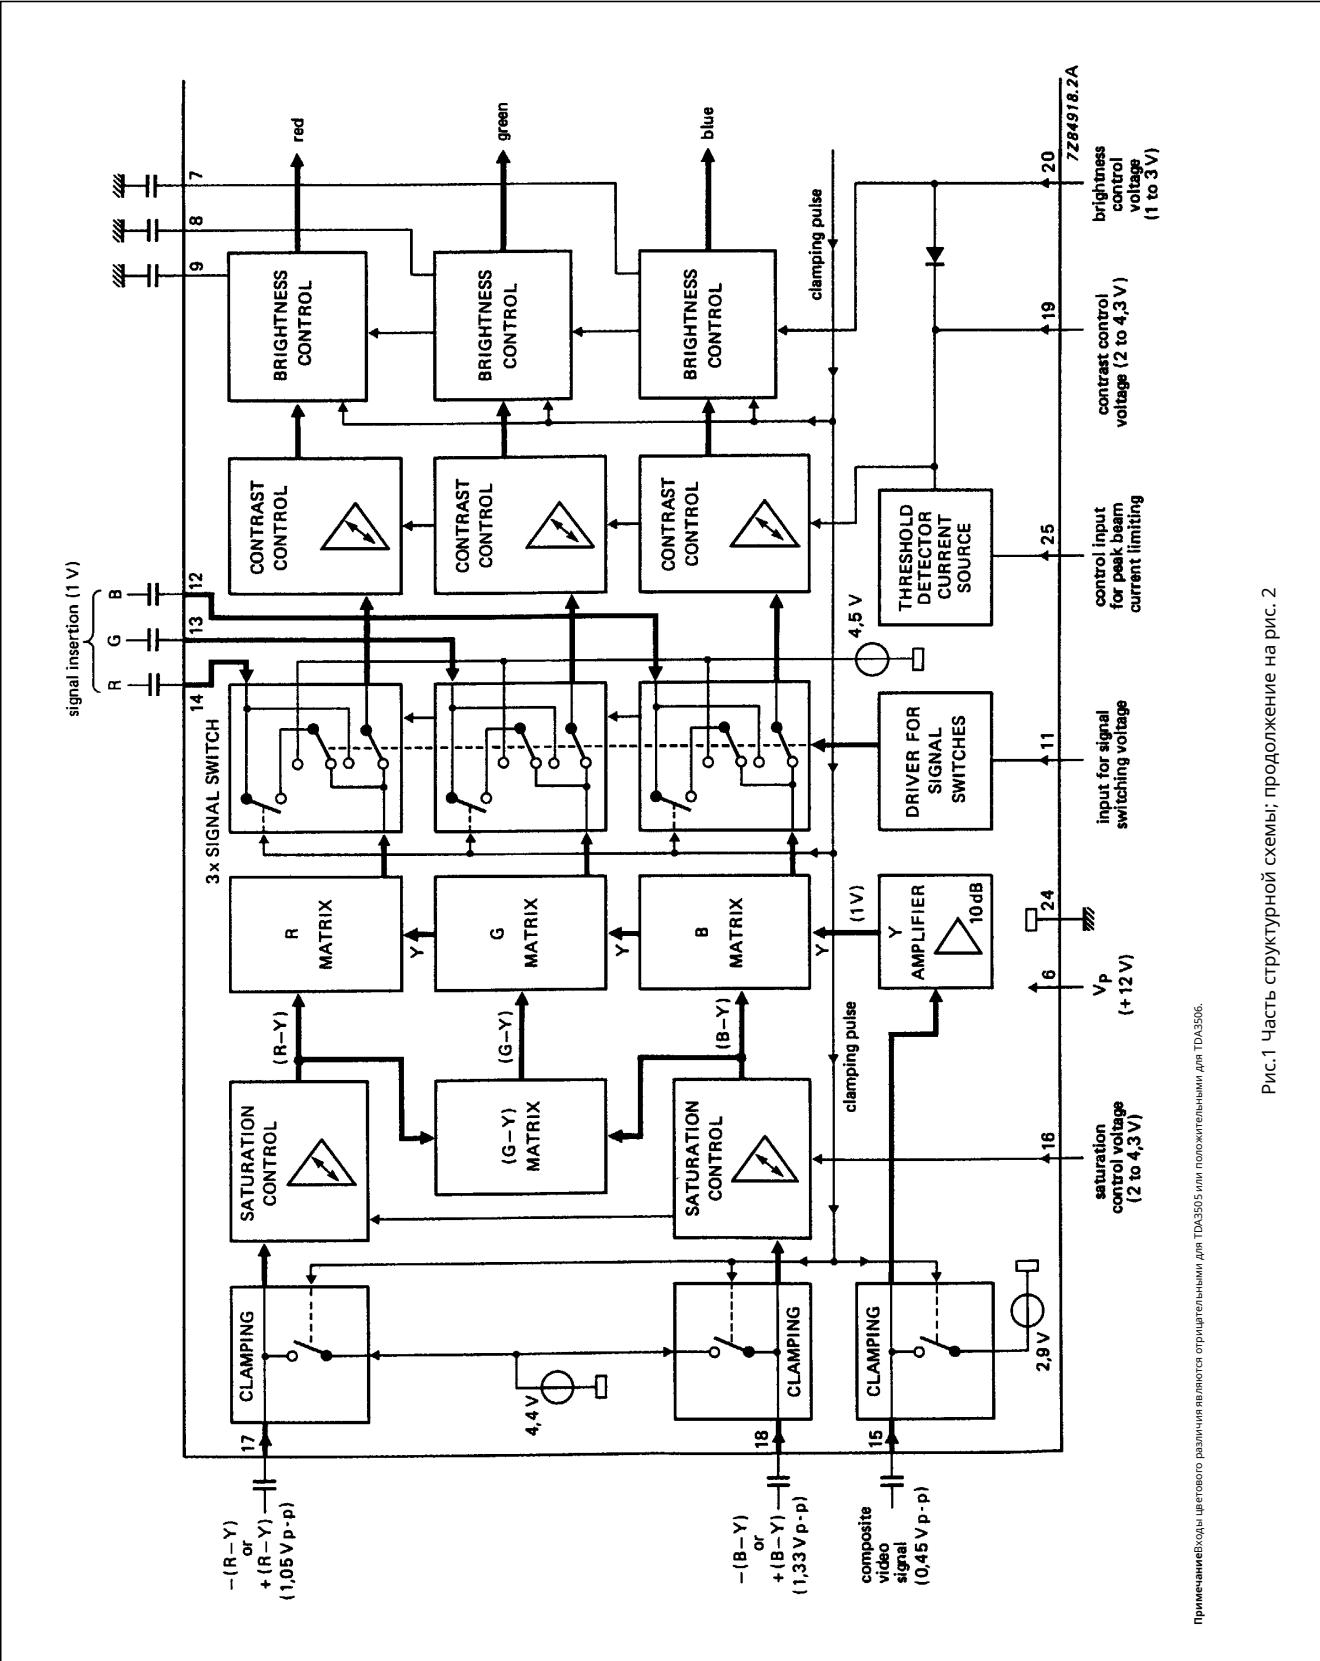 signal insertion (1 V)
R
G
B
14
13
12
9
8
7
3x SIGNAL SWITCH
−(R−Y)
or
+(R−Y)
(1,05 V p-p)
17
CLAMPING
SATURATION
CONTROL
(R−Y)
R
MATRIX
CONTRAST
CONTROL
BRIGHTNESS
CONTROL
red
4,4 V
(G−Y)
MATRIX
(G−Y)
Y
G
MATRIX
CONTRAST
CONTROL
BRIGHTNESS
CONTROL
green
−(B−Y)
or
+(B−Y)
(1,33 V p-p)
18
CLAMPING
SATURATION
CONTROL
(B−Y)
Y
B
MATRIX
CONTRAST
CONTROL
BRIGHTNESS
CONTROL
blue
clamping pulse
clamping pulse
composite
video
signal
(0,45 V p-p)
15
CLAMPING
2,9 V
Y
(1V)
Y
AMPLIFIER
10 dB
DRIVER FOR
SIGNAL
SWITCHES
4,5 V
THRESHOLD
DETECTOR
CURRENT
SOURCE
16
saturation
control voltage
(2 to 4,3 V)
6
VP
(+ 12 V)
24
11
input for signal
switching voltage
25
control input
for peak beam
current limiting
19
contrast control
voltage (2 to 4,3 V)
20
brightness
control
voltage
(1 to 3 V)
7Z84918.2A
ПримечаниеВходы цветового различия являются отрицательными для TDA3505 или положительными для TDA3506.
Рис.1 Часть структурной схемы; продолжение на рис. 2